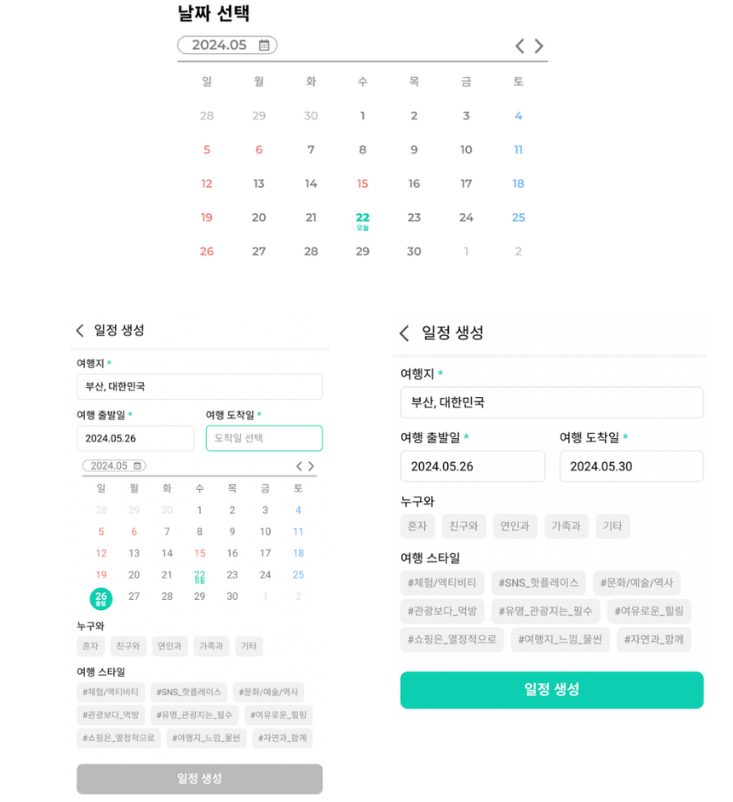 날짜 선택
2024.05
일 월 화 수 목 금 토
28 29 30 1 2 3 4
5 6 7 8 9 10 11
12 13 14 15 16 17 18
19 20 21 22 23 24 25
오늘
26 27 28 29 30 1 2
일정 생성
여행지 *
부산, 대한민국
여행 출발일 * 여행 도착일 *
2024.05.26 도착일 선택
2024.05
일 월 화 수 목 금 토
28 29 30 1 2 3 4
5 6 7 8 9 10 11
12 13 14 15 16 17 18
19 20 21 22 23 24 25
오늘
26 27 28 29 30 1 2
출발
누구와
혼자 친구와 연인과 가족과 기타
여행 스타일
#체험/액티비티 #SNS_핫플레이스 #문화/예술/역사
#관광보다_먹방 #유명_관광지는_필수 #여유로운_힐링
#쇼핑은_열정적으로 #여행지_느낌_물씬 #자연과_함께
일정 생성
일정 생성
여행지 *
부산, 대한민국
여행 출발일 * 여행 도착일 *
2024.05.26 2024.05.30
누구와
혼자 친구와 연인과 가족과 기타
여행 스타일
#체험/액티비티 #SNS_핫플레이스 #문화/예술/역사
#관광보다_먹방 #유명_관광지는_필수 #여유로운_힐링
#쇼핑은_열정적으로 #여행지_느낌_물씬 #자연과_함께
일정 생성